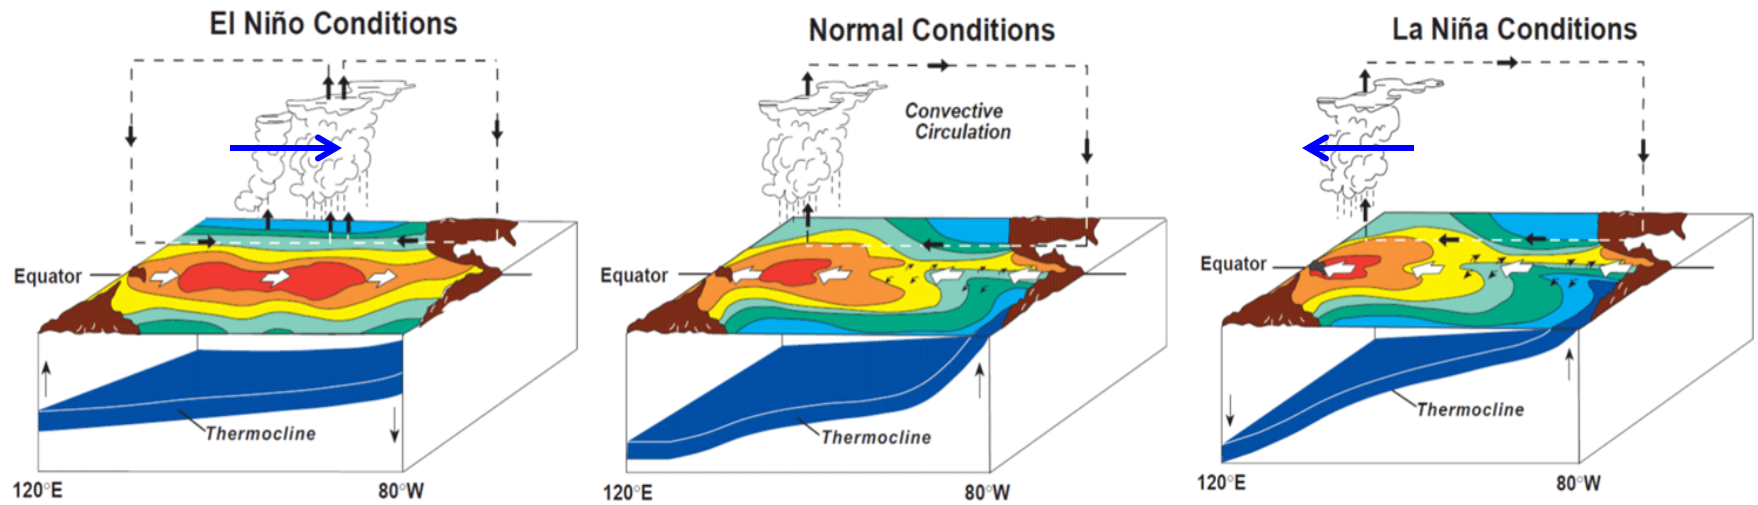 El Niño Conditions
Equator
Thermocline
120°E
80°W
Normal Conditions
Convective
Circulation
Equator
Thermocline
120°E
80°W
La Niña Conditions
Equator
Thermocline
120°E
80°W